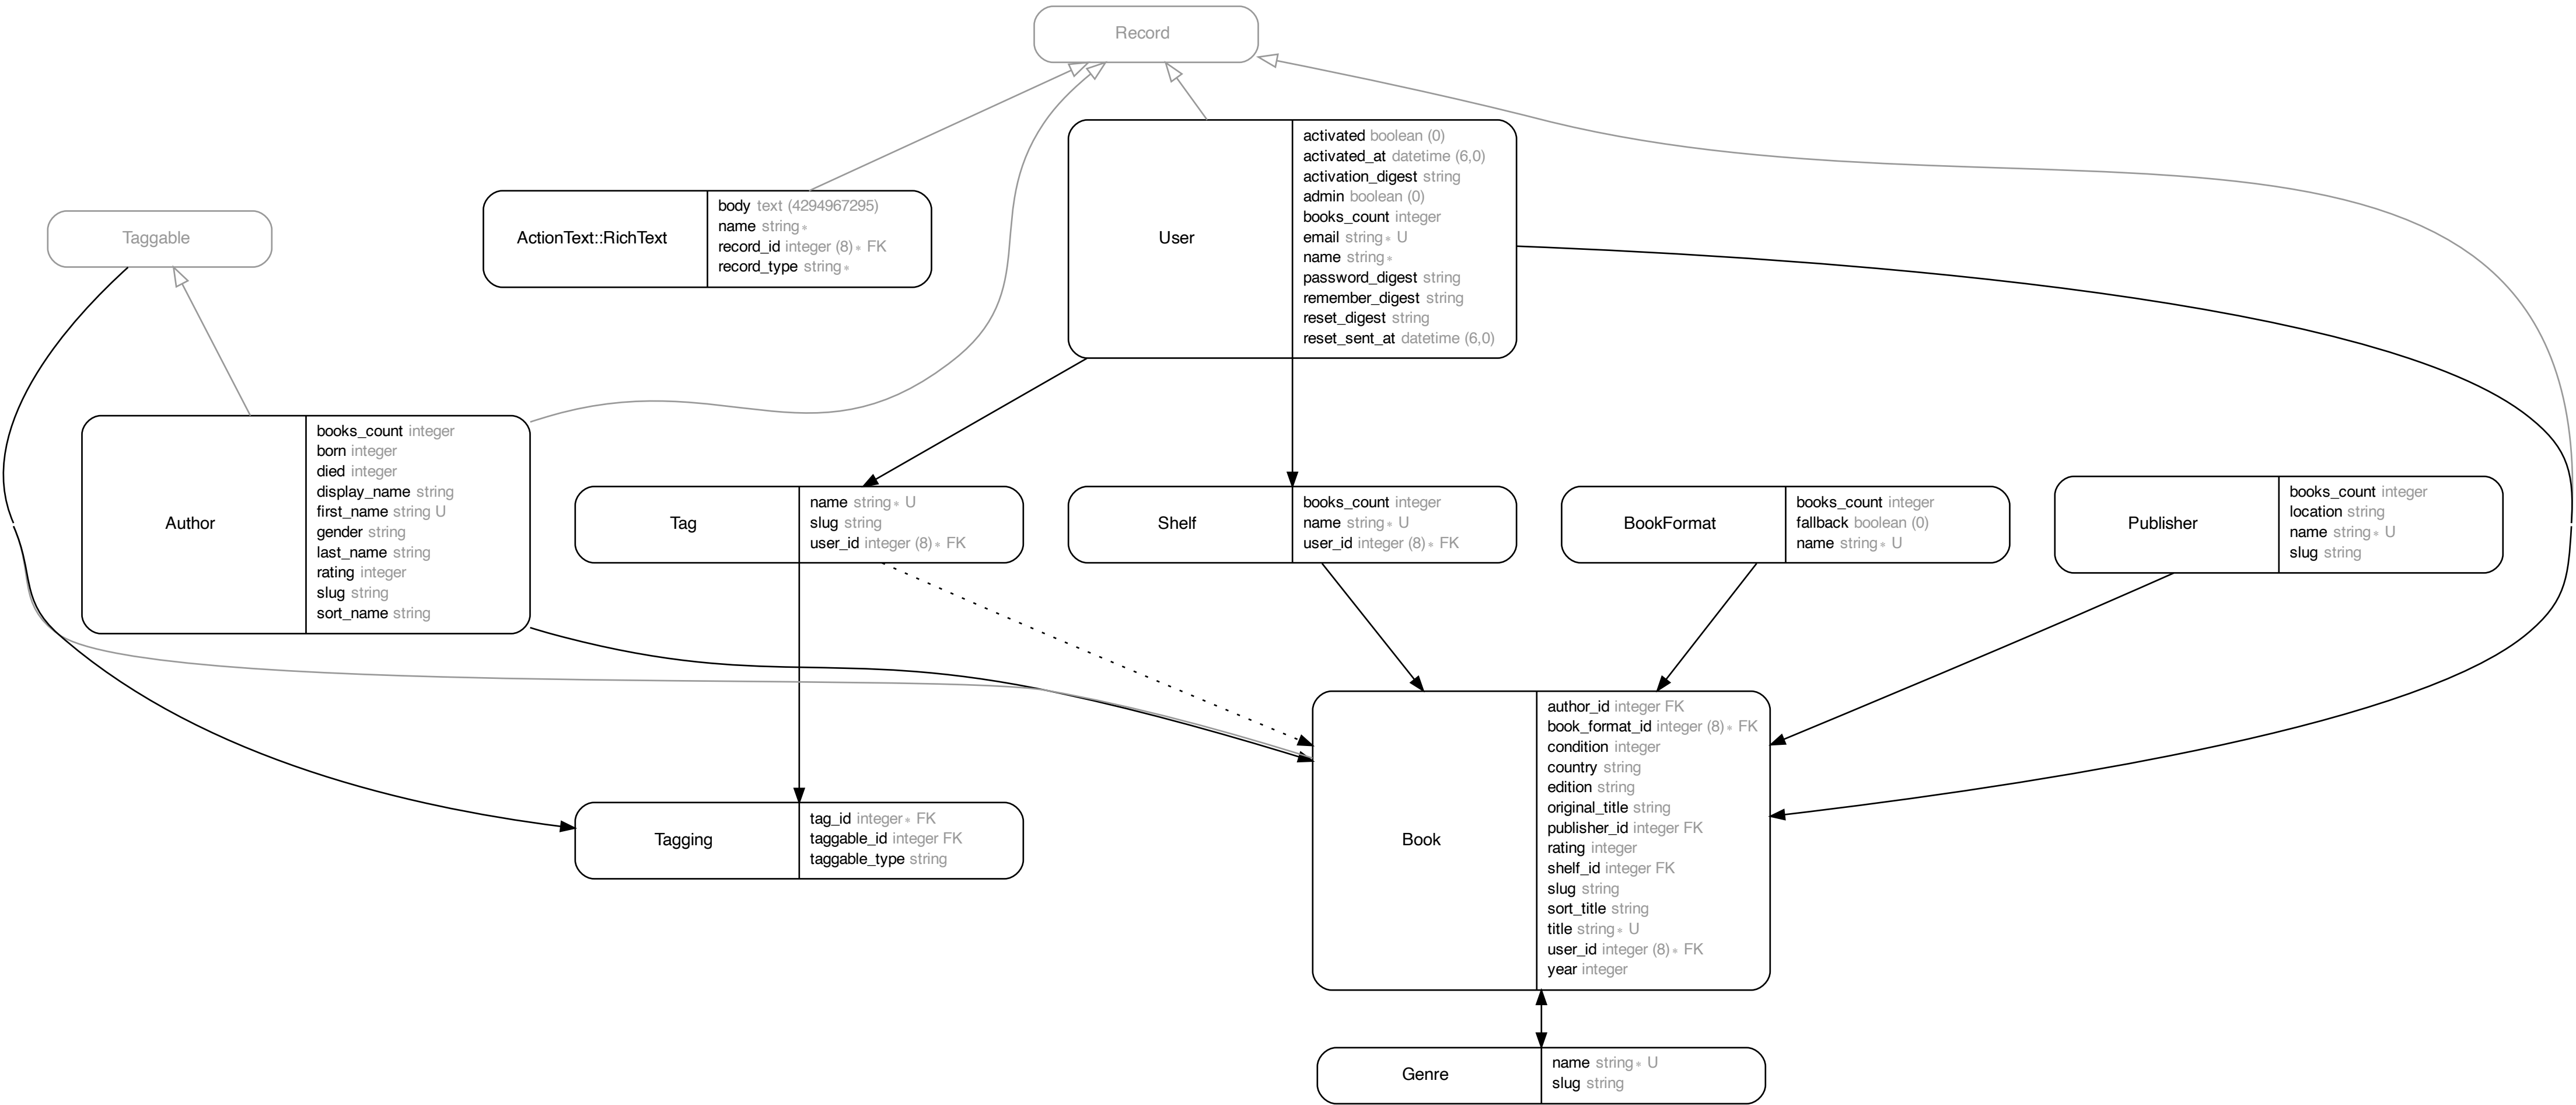 Record
User
activated boolean (0)
activated_at datetime (6,0)
activation_digest string
admin boolean (0)
books_count integer
email string∗ U
name string∗
password_digest string
remember_digest string
reset_digest string
reset_sent_at datetime (6,0)
ActionText::RichText
body text (4294967295)
name string∗
record_id integer (8)∗ FK
record_type string∗
Taggable
Author
books_count integer
born integer
died integer
display_name string
first_name string U
gender string
last_name string
rating integer
slug string
sort_name string
Tag
name string∗ U
slug string
user_id integer (8)∗ FK
Shelf
books_count integer
name string∗ U
user_id integer (8)∗ FK
BookFormat
books_count integer
fallback boolean (0)
name string∗ U
Publisher
books_count integer
location string
name string∗ U
slug string
Tagging
tag_id integer∗ FK
taggable_id integer FK
taggable_type string
Book
author_id integer FK
book_format_id integer (8)∗ FK
condition integer
country string
edition string
original_title string
publisher_id integer FK
rating integer
shelf_id integer FK
slug string
sort_title string
title string∗ U
user_id integer (8)∗ FK
year integer
Genre
name string∗ U
slug string